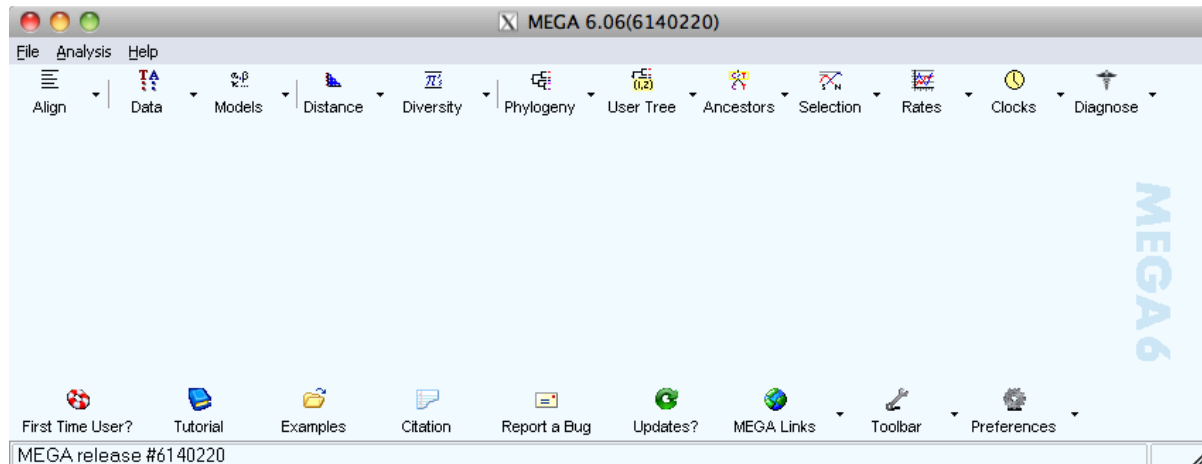 MEGA 6.06(6140220)
File Analysis Help
Align Data Models Distance Diversity Phylogeny User Tree Ancestors Selection Rates Clocks Diagnose
MEGA6
First Time User? Tutorial Examples Citation Report a Bug Updates? MEGA Links Toolbar Preferences
MEGA release #6140220